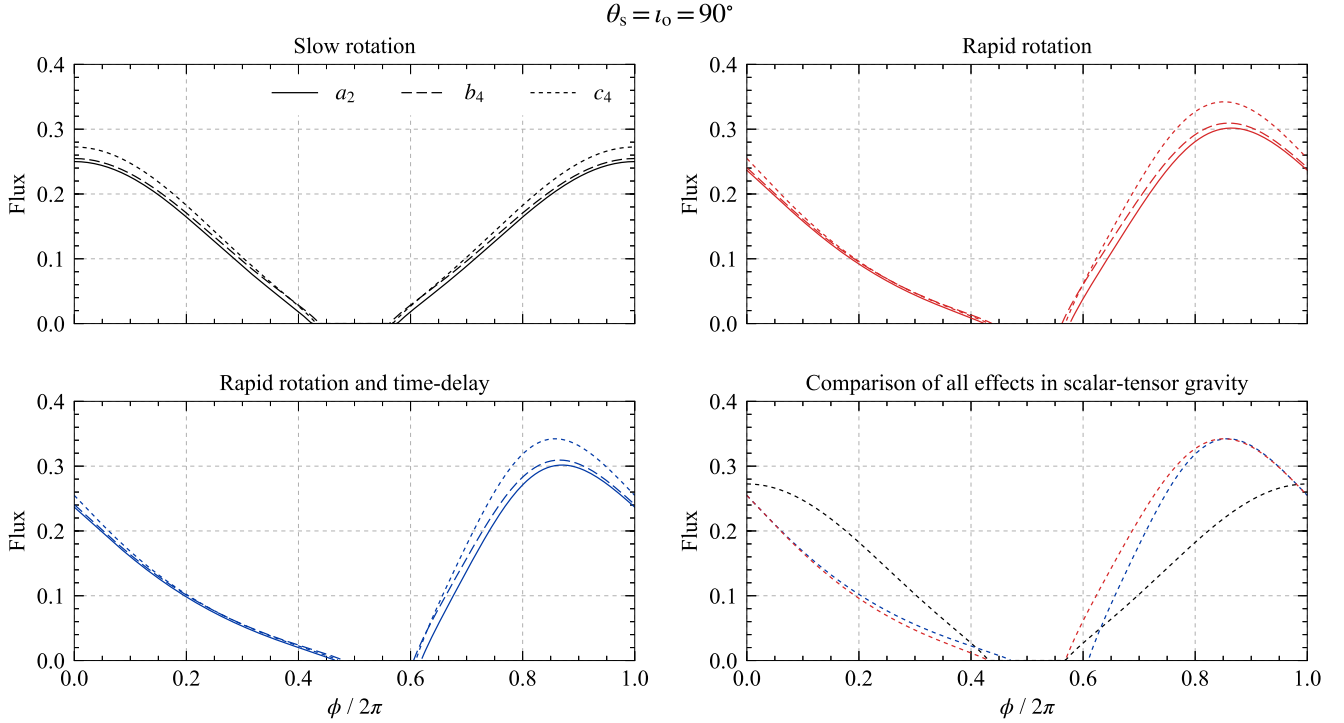 θs = ιo = 90°
Slow rotation
Rapid rotation
0.4
0.3
0.2
0.1
0.0
Flux
a2
b4
c4
0.4
0.3
0.2
0.1
0.0
Flux
Rapid rotation and time-delay
Comparison of all effects in scalar-tensor gravity
0.4
0.3
0.2
0.1
0.0
Flux
0.0 0.2 0.4 0.6 0.8 1.0
ϕ / 2π
0.4
0.3
0.2
0.1
0.0
Flux
0.0 0.2 0.4 0.6 0.8 1.0
ϕ / 2π